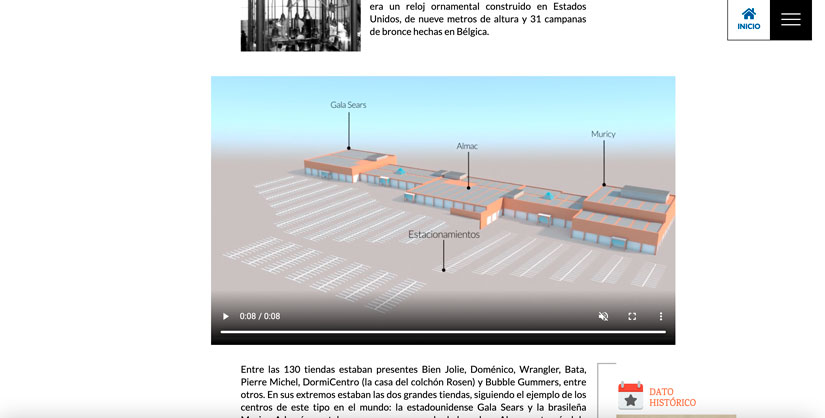 era un reloj ornamental construido en Estados
Unidos, de nueve metros de altura y 31 campanas
de bronce hechas en Bélgica.
INICIO
Gala Sears
Almac
Muricy
Estacionamientos
0:08 / 0:08
Entre las 130 tiendas estaban presentes Bien Jolie, Doménico, Wrangler, Bata,
Pierre Michel, DormiCentro (la casa del colchón Rosen) y Bubble Gummers, entre
otros. En sus extremos estaban las dos grandes tiendas, siguiendo el ejemplo de los
centros de este tipo en el mundo: la estadounidense Gala Sears y la brasileña
DATO
HISTÓRICO